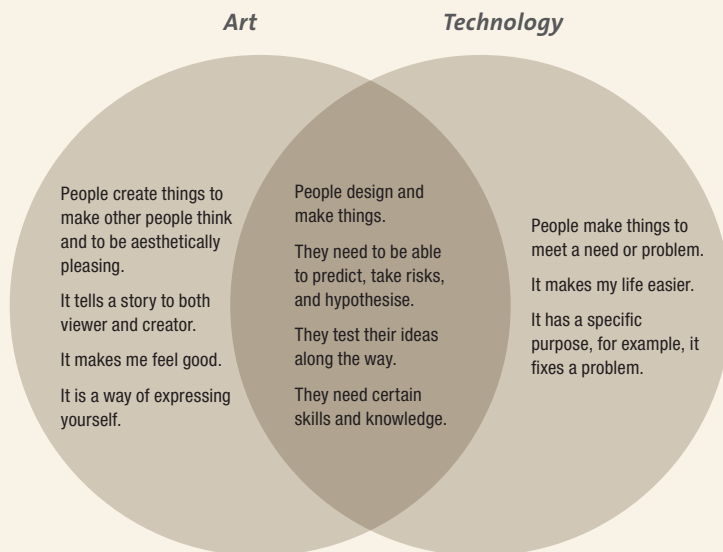 Art
Technology
People create things to
make other people think
and to be aesthetically
pleasing.
It tells a story to both
viewer and creator.
It makes me feel good.
It is a way of expressing
yourself.
People design and
make things.
They need to be able
to predict, take risks,
and hypothesise.
They test their ideas
along the way.
They need certain
skills and knowledge.
People make things to
meet a need or problem.
It makes my life easier.
It has a specific
purpose, for example, it
fixes a problem.